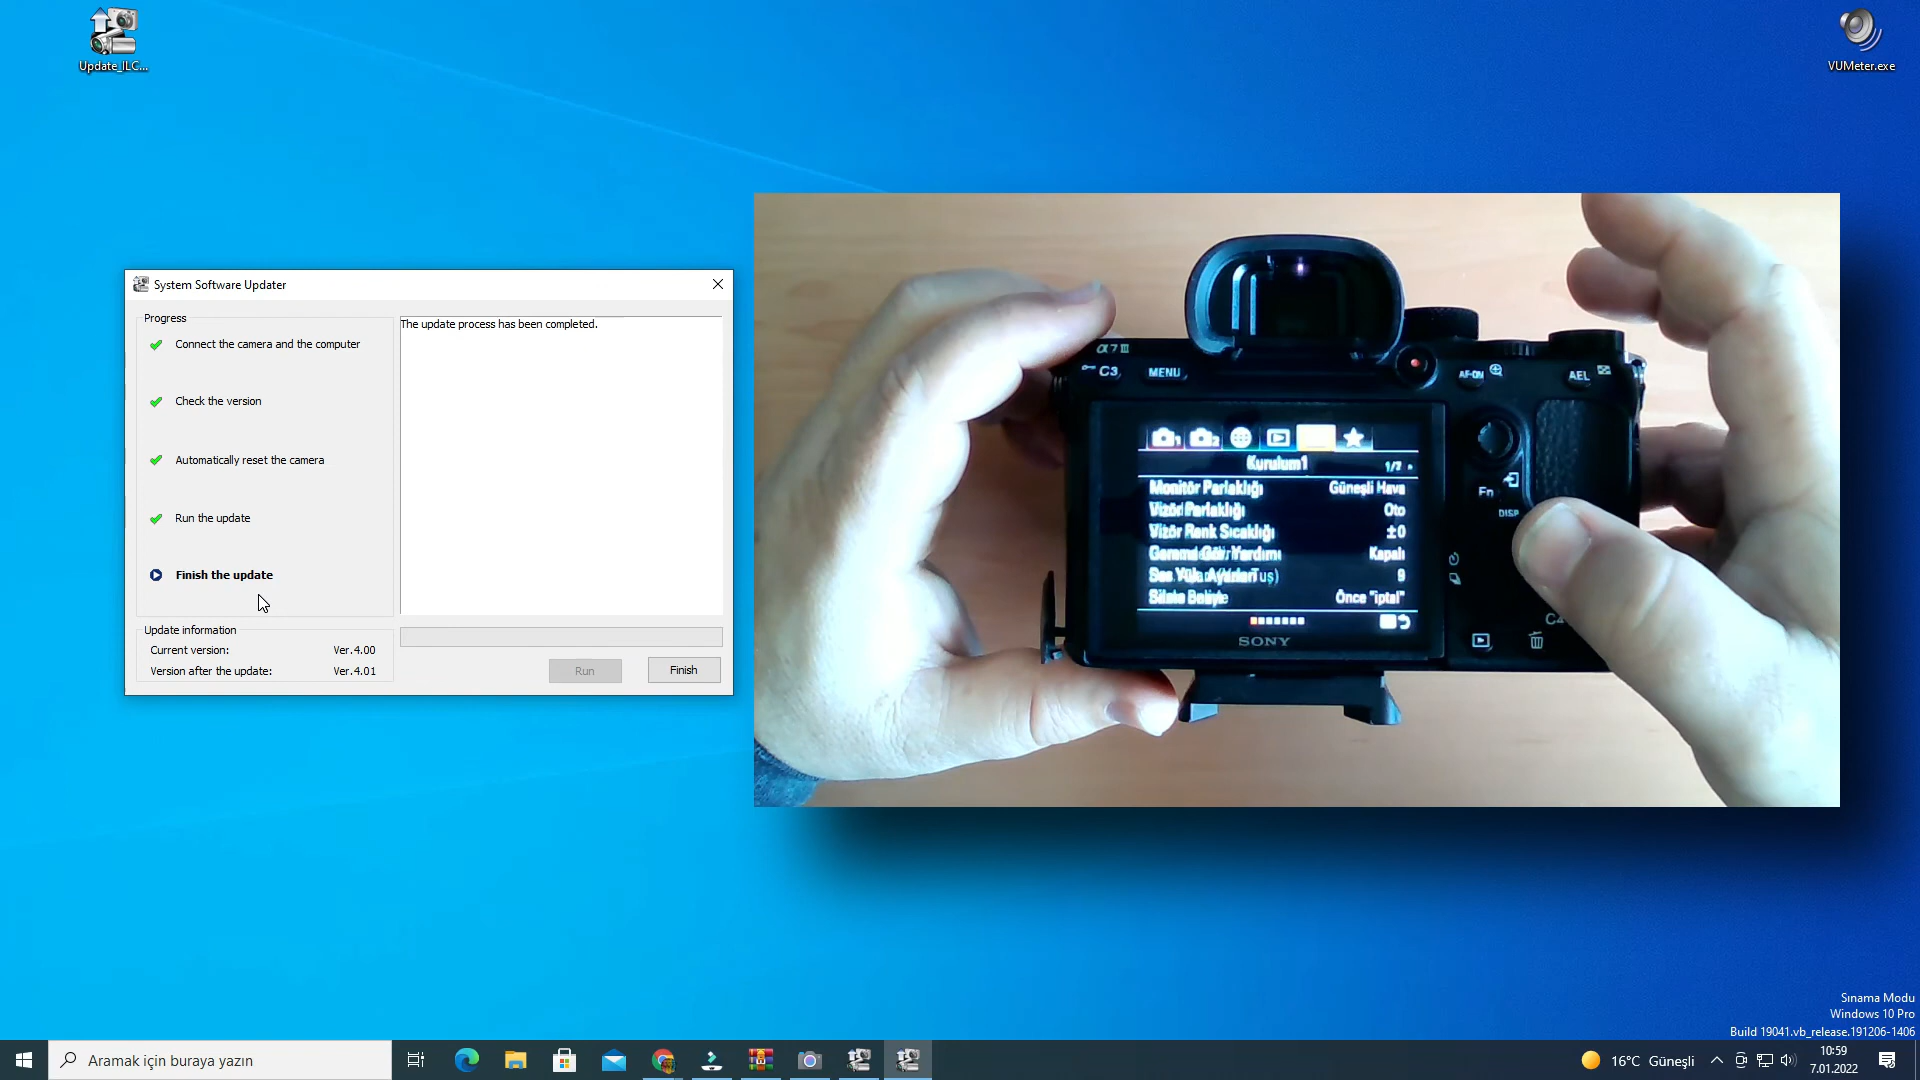 Update_ILC...
VUMeter.exe
System Software Updater
Progress
Connect the camera and the computer
Check the version
Automatically reset the camera
Run the update
Finish the update
The update process has been completed.
Update information
Current version: Ver.4.00
Version after the update: Ver.4.01
Run
Finish
α7III
C3
MENU
AF-ON
AEL
Kurulum1 1/7
Monitör Parlaklığı Güneşli Hava
Vizör Parlaklığı Oto
Vizör Renk Sıcaklığı ±0
Kapalı
9
Önce "iptal"
Fn
DISP
C4
SONY
Sınama Modu
Windows 10 Pro
Build 19041.vb_release.191206-1406
Aramak için buraya yazın
16°C Güneşli
10:59
7.01.2022